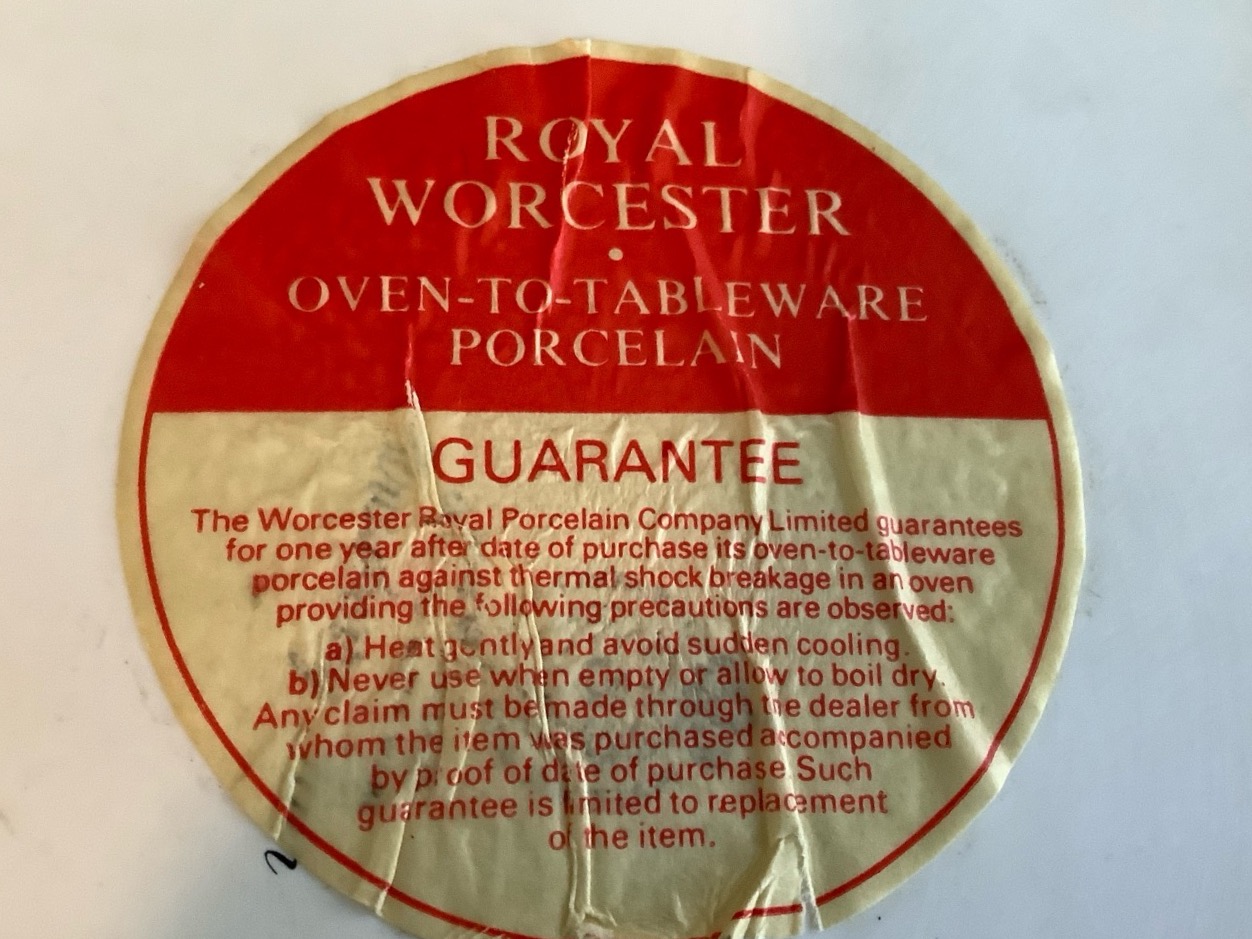 ROYAL
WORCESTER
•
OVEN-TO-TABLEWARE
PORCELAIN
GUARANTEE
The Worcester Royal Porcelain Company Limited guarantees
for one year after date of purchase its oven-to-tableware
porcelain against thermal shock breakage in an oven
providing the following precautions are observed:
a) Heat gently and avoid sudden cooling.
b) Never use when empty or allow to boil dry.
Any claim must be made through the dealer from
whom the item was purchased accompanied
by proof of date of purchase. Such
guarantee is limited to replacement
of the item.